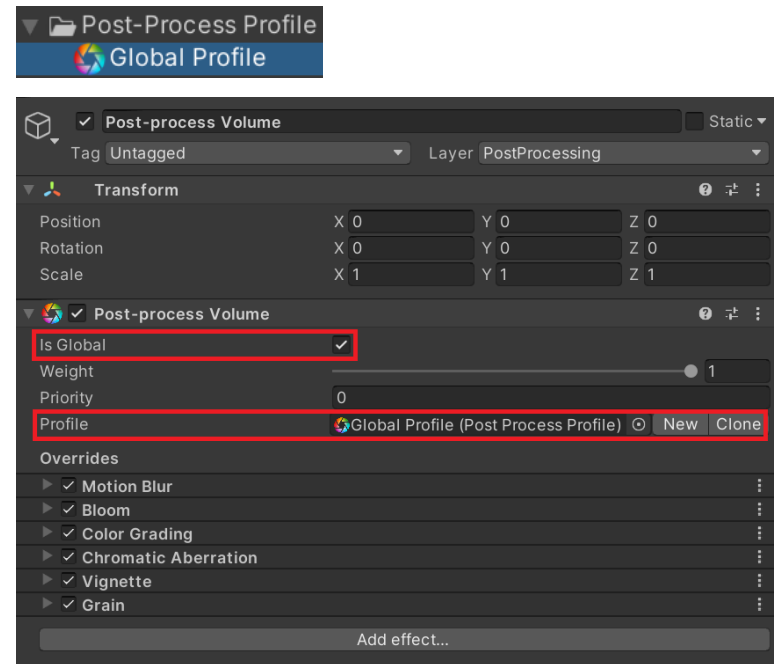 Post-Process Profile
Global Profile
Post-process Volume Static
Tag Untagged Layer PostProcessing
Transform
Position X 0 Y 0 Z 0
Rotation X 0 Y 0 Z 0
Scale X 1 Y 1 Z 1
Post-process Volume
Is Global
Weight 1
Priority 0
Profile Global Profile (Post Process Profile) New Clone
Overrides
Motion Blur
Bloom
Color Grading
Chromatic Aberration
Vignette
Grain
Add effect...